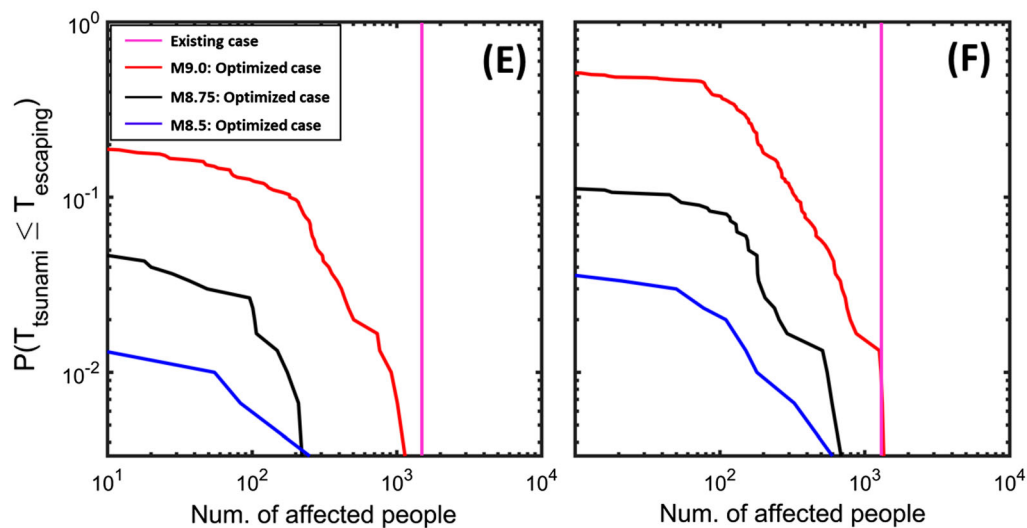 10^0
10^-1
10^-2
P(T_tsunami ≤ T_escaping)
Existing case
M9.0: Optimized case
M8.75: Optimized case
M8.5: Optimized case
(E)
(F)
10^1 10^2 10^3 10^4
10^2 10^3 10^4
Num. of affected people
Num. of affected people